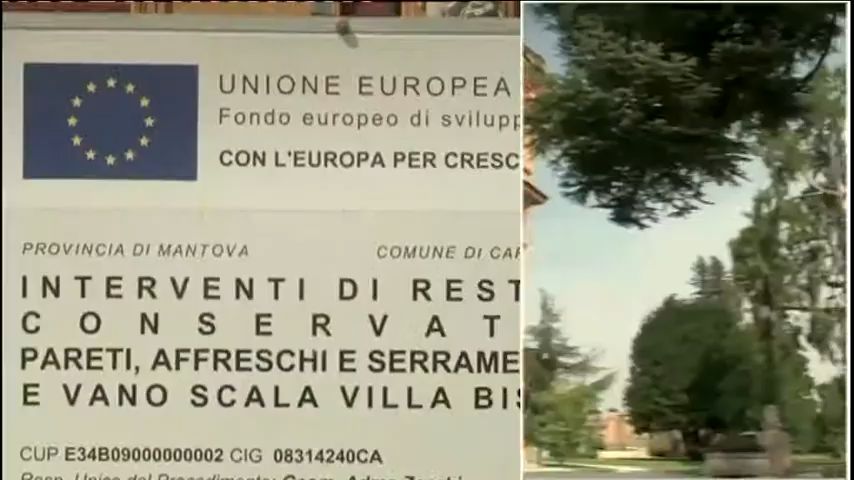 UNIONE EUROPEA
Fondo europeo di svilupp
CON L'EUROPA PER CRESC
PROVINCIA DI MANTOVA COMUNE DI CAR
INTERVENTI DI REST
CONSERVAT
PARETI, AFFRESCHI E SERRAME
E VANO SCALA VILLA BIS
CUP E34B09000000002 CIG 08314240CA